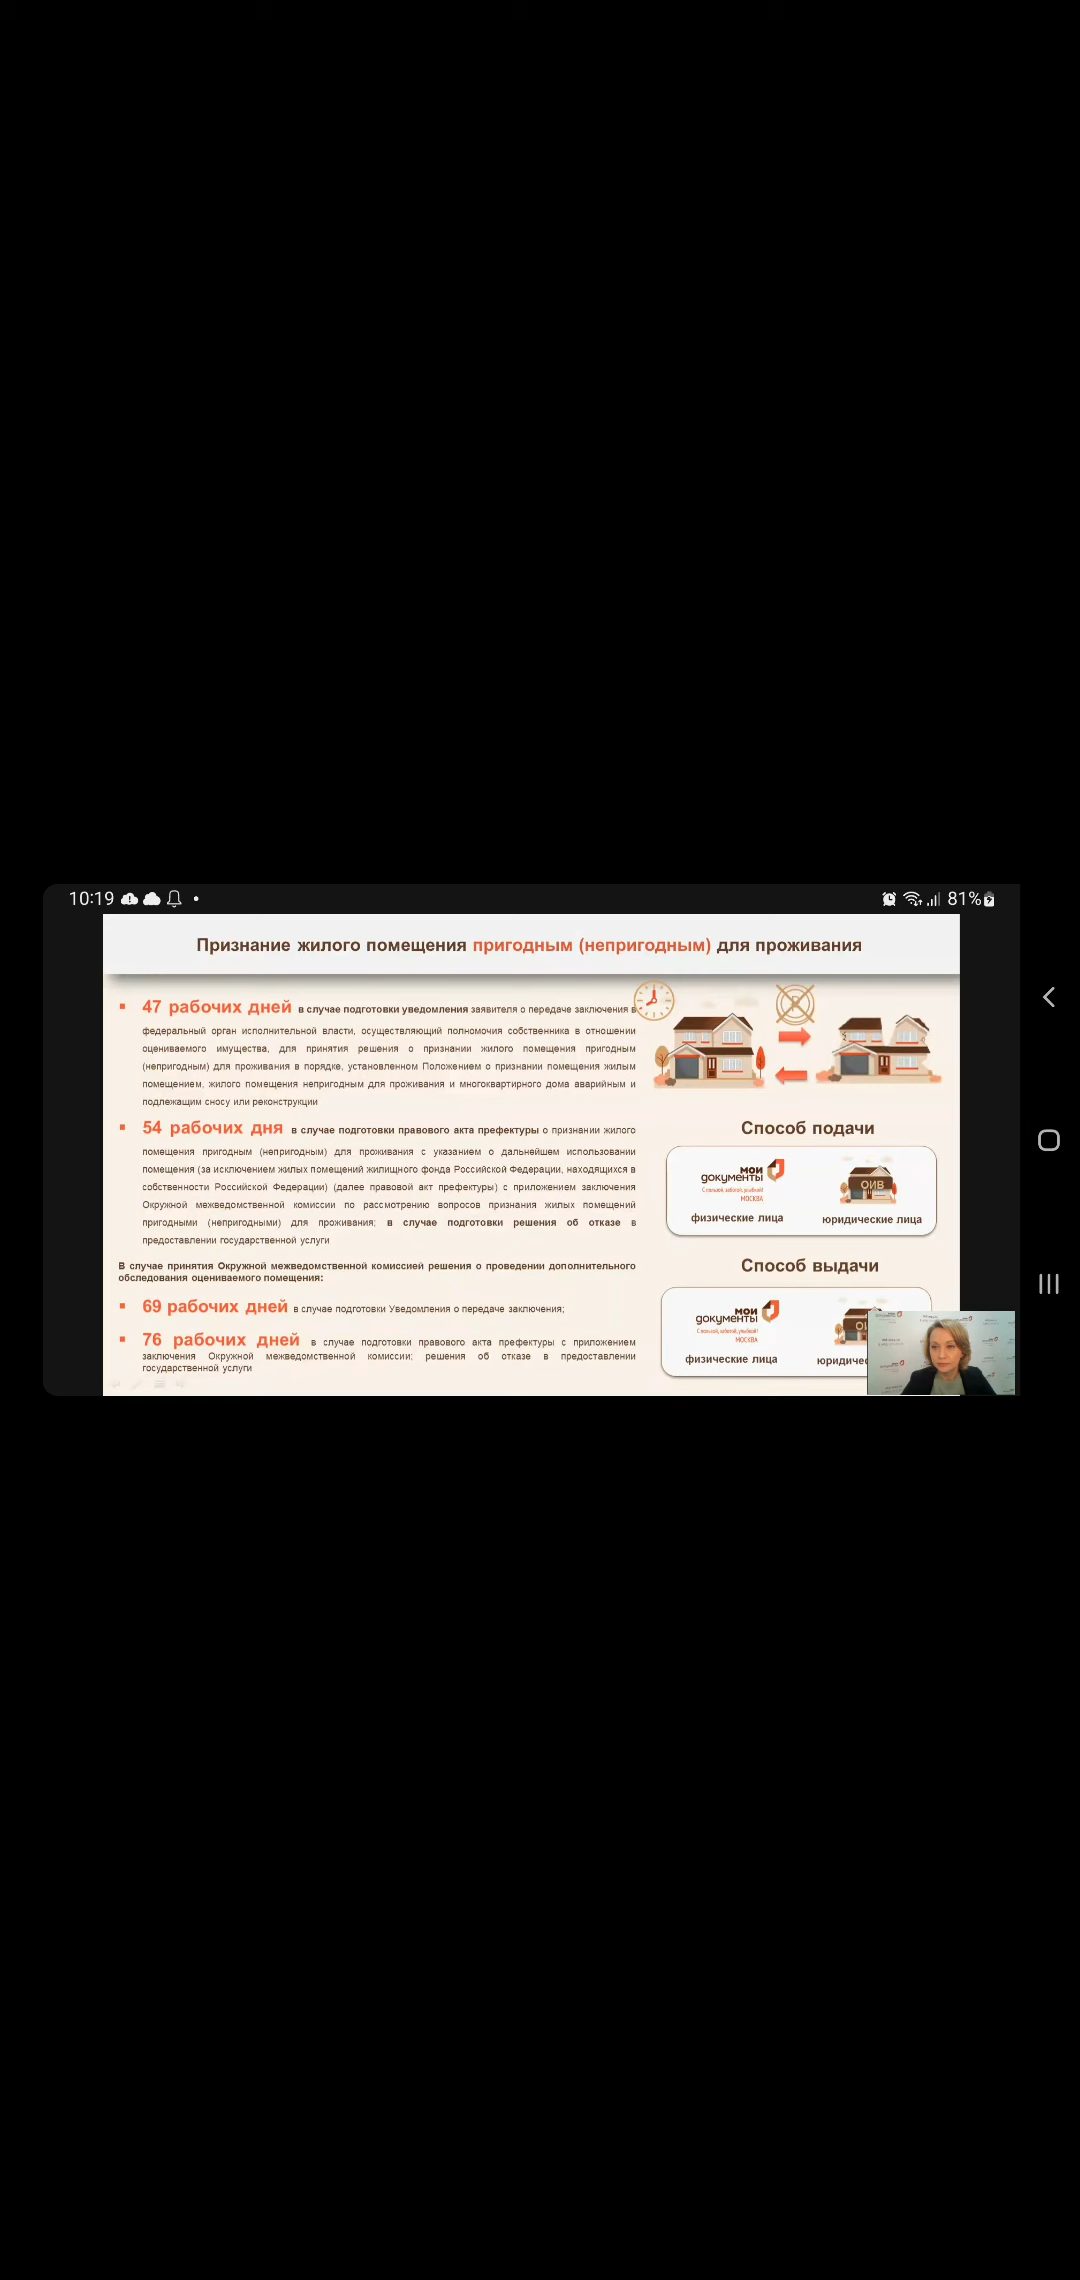 10:19
81%
Признание жилого помещения пригодным (непригодным) для проживания
47 рабочих дней в случае подготовки уведомления заявителя о передаче заключения в
федеральный орган исполнительной власти, осуществляющий полномочия собственника в отношении
оцениваемого имущества, для принятия решения о признании жилого помещения пригодным
(непригодным) для проживания в порядке, установленном Положением о признании помещения жилым
помещением, жилого помещения непригодным для проживания и многоквартирного дома аварийным и
подлежащим сносу или реконструкции
54 рабочих дня в случае подготовки правового акта префектуры о признании жилого
помещения пригодным (непригодным) для проживания с указанием о дальнейшем использовании
помещения (за исключением жилых помещений жилищного фонда Российской Федерации, находящихся в
собственности Российской Федерации) (далее правовой акт префектуры) с приложением заключения
Окружной межведомственной комиссии по рассмотрению вопросов признания жилых помещений
пригодными (непригодными) для проживания; в случае подготовки решения об отказе в
предоставлении государственной услуги
В случае принятия Окружной межведомственной комиссией решения о проведении дополнительного
обследования оцениваемого помещения:
69 рабочих дней в случае подготовки Уведомления о передаче заключения;
76 рабочих дней в случае подготовки правового акта префектуры с приложением
заключения Окружной межведомственной комиссии; решения об отказе в предоставлении
государственной услуги
Способ подачи
мои
документы
С пользой, заботой, улыбкой!
МОСКВА
ОИВ
физические лица
юридические лица
Способ выдачи
мои
документы
С пользой, заботой, улыбкой!
МОСКВА
физические лица